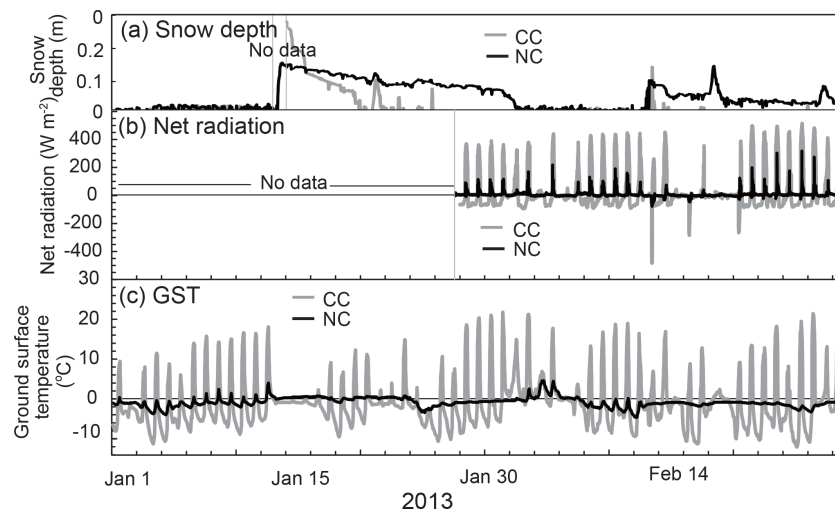 (a) Snow depth
No data
CC
NC
Snow
depth (m)
0
0.2
0.1
0
(b) Net radiation
No data
CC
NC
Net radiation (W m-2)
400
200
0
-200
-400
30
(c) GST
CC
NC
Ground surface
temperature
(oC)
20
10
0
-10
Jan 1
Jan 15
Jan 30
Feb 14
2013